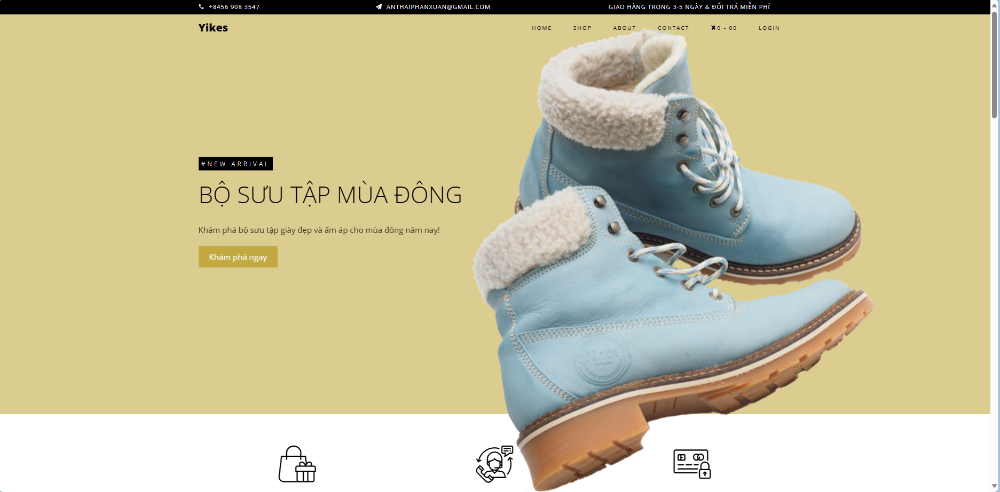 +8456 908 3547
ANTHAIPHANXUAN@GMAIL.COM
GIAO HÀNG TRONG 3-5 NGÀY & ĐỔI TRẢ MIỄN PHÍ
Yikes
HOME
SHOP
ABOUT
CONTACT
0 - 00
LOGIN
#NEW ARRIVAL
BỘ SƯU TẬP MÙA ĐÔNG
Khám phá bộ sưu tập giày đẹp và ấm áp cho mùa đông năm nay!
Khám phá ngay
MACA